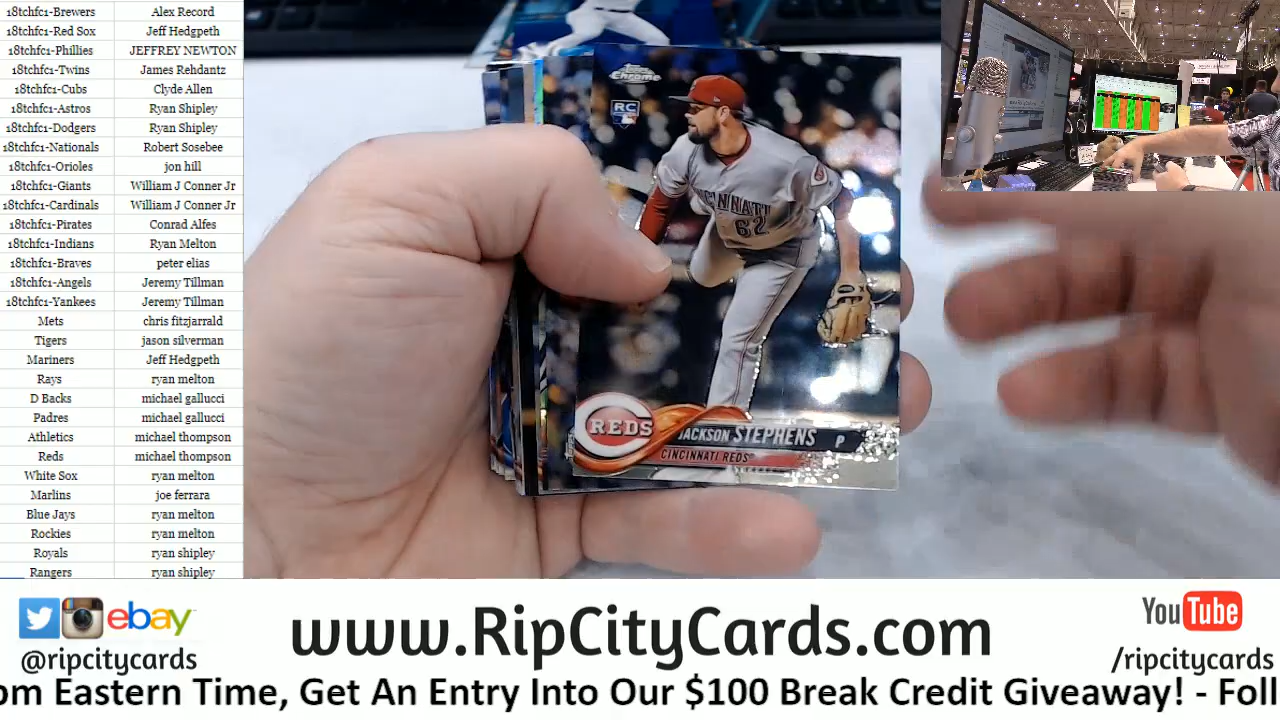 18tchfc1-Brewers Alex Record
18tchfc1-Red Sox Jeff Hedgpeth
18tchfc1-Phillies JEFFREY NEWTON
18tchfc1-Twins James Rehdantz
18tchfc1-Cubs Clyde Allen
18tchfc1-Astros Ryan Shipley
18tchfc1-Dodgers Ryan Shipley
18tchfc1-Nationals Robert Sosebee
18tchfc1-Orioles jon hill
18tchfc1-Giants William J Conner Jr
18tchfc1-Cardinals William J Conner Jr
18tchfc1-Pirates Conrad Alfes
18tchfc1-Indians Ryan Melton
18tchfc1-Braves peter elias
18tchfc1-Angels Jeremy Tillman
18tchfc1-Yankees Jeremy Tillman
Mets chris fitzjarrald
Tigers jason silverman
Mariners Jeff Hedgpeth
Rays ryan melton
D Backs michael gallucci
Padres michael gallucci
Athletics michael thompson
Reds michael thompson
White Sox ryan melton
Marlins joe ferrara
Blue Jays ryan melton
Rockies ryan melton
Royals ryan shipley
Rangers ryan shipley
Topps
Chrome
RC
CINCINNATI
62
REDS
JACKSON STEPHENS P
CINCINNATI REDS
ebay
@ripcitycards
www.RipCityCards.com
YouTube
/ripcitycards
om Eastern Time, Get An Entry Into Our $100 Break Credit Giveaway! - Foll